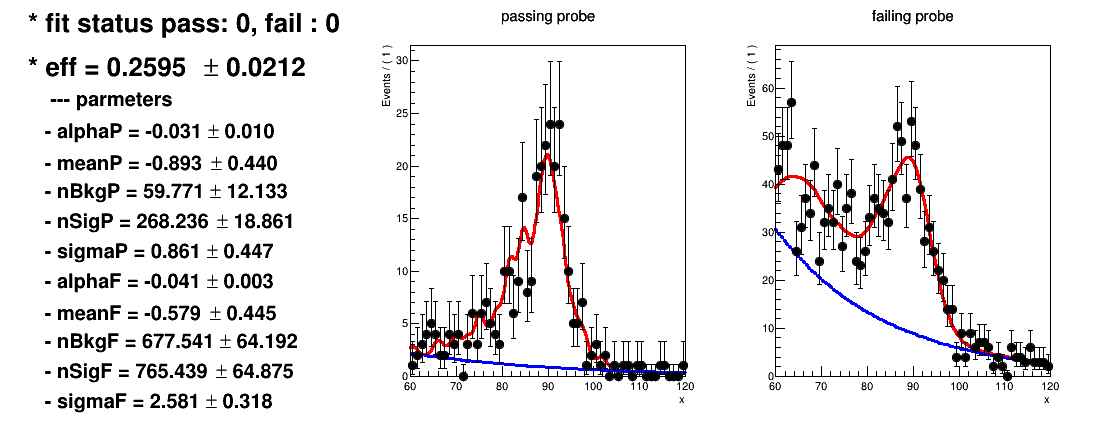 * fit status pass: 0, fail : 0
* eff = 0.2595 ± 0.0212
--- parmeters
- alphaP = -0.031 ± 0.010
- meanP = -0.893 ± 0.440
- nBkgP = 59.771 ± 12.133
- nSigP = 268.236 ± 18.861
- sigmaP = 0.861 ± 0.447
- alphaF = -0.041 ± 0.003
- meanF = -0.579 ± 0.445
- nBkgF = 677.541 ± 64.192
- nSigF = 765.439 ± 64.875
- sigmaF = 2.581 ± 0.318
passing probe
Events / ( 1 )
30
25
20
15
10
5
0
60 70 80 90 100 110 120
x
failing probe
Events / ( 1 )
60
50
40
30
20
10
0
60 70 80 90 100 110 120
x